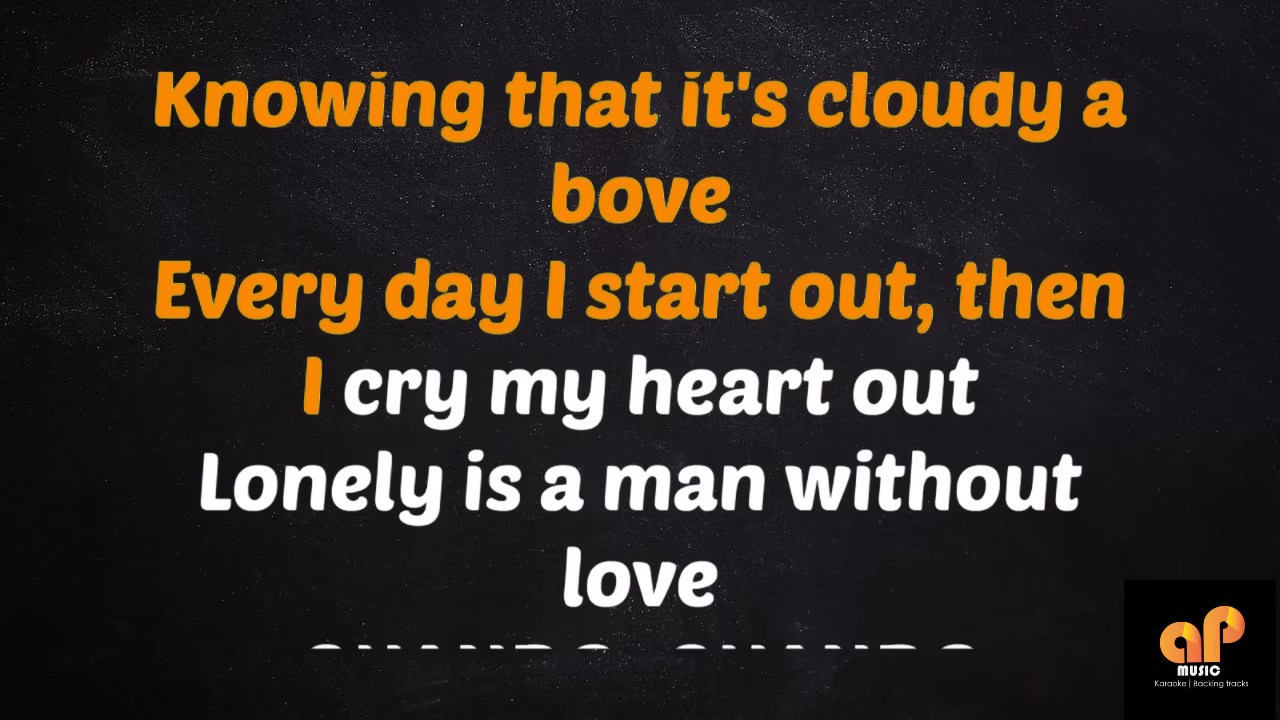 Knowing that it's cloudy a
bove
Every day I start out, then
I cry my heart out
Lonely is a man without
love
aP
MUSIC
Karaoke | Backing tracks